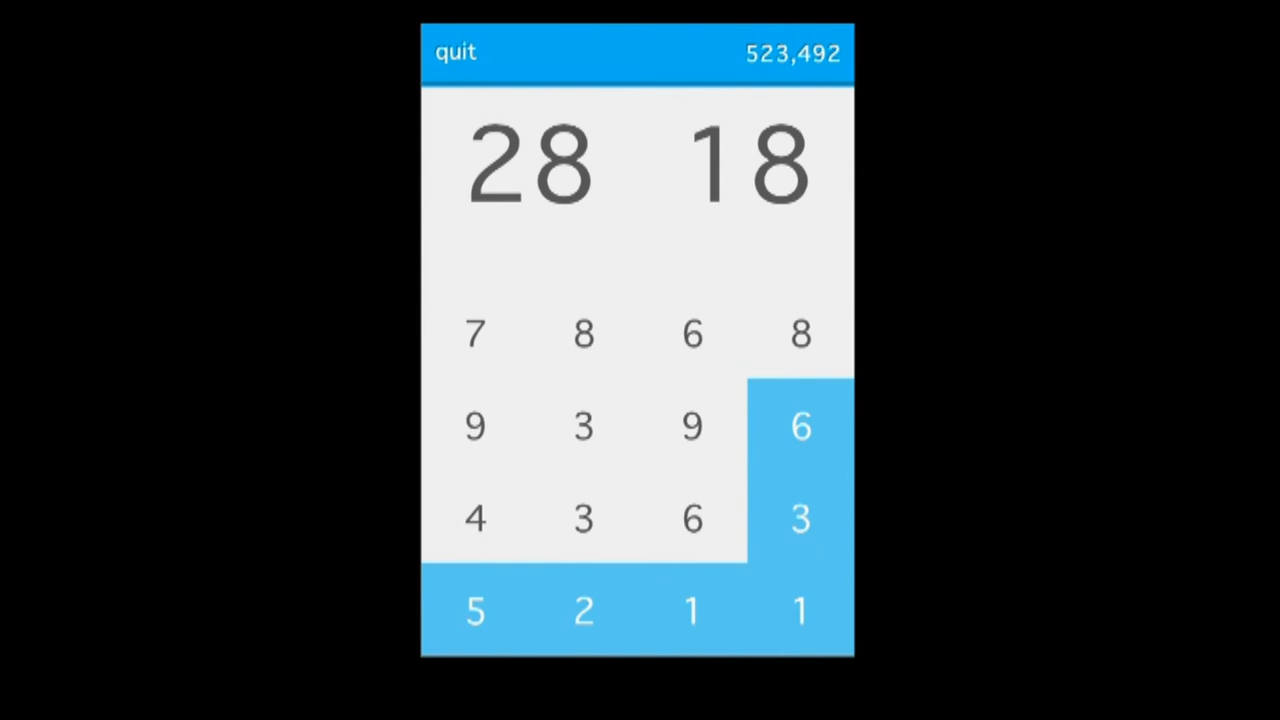 quit 523,492
28 18
7 8 6 8
9 3 9 6
4 3 6 3
5 2 1 1